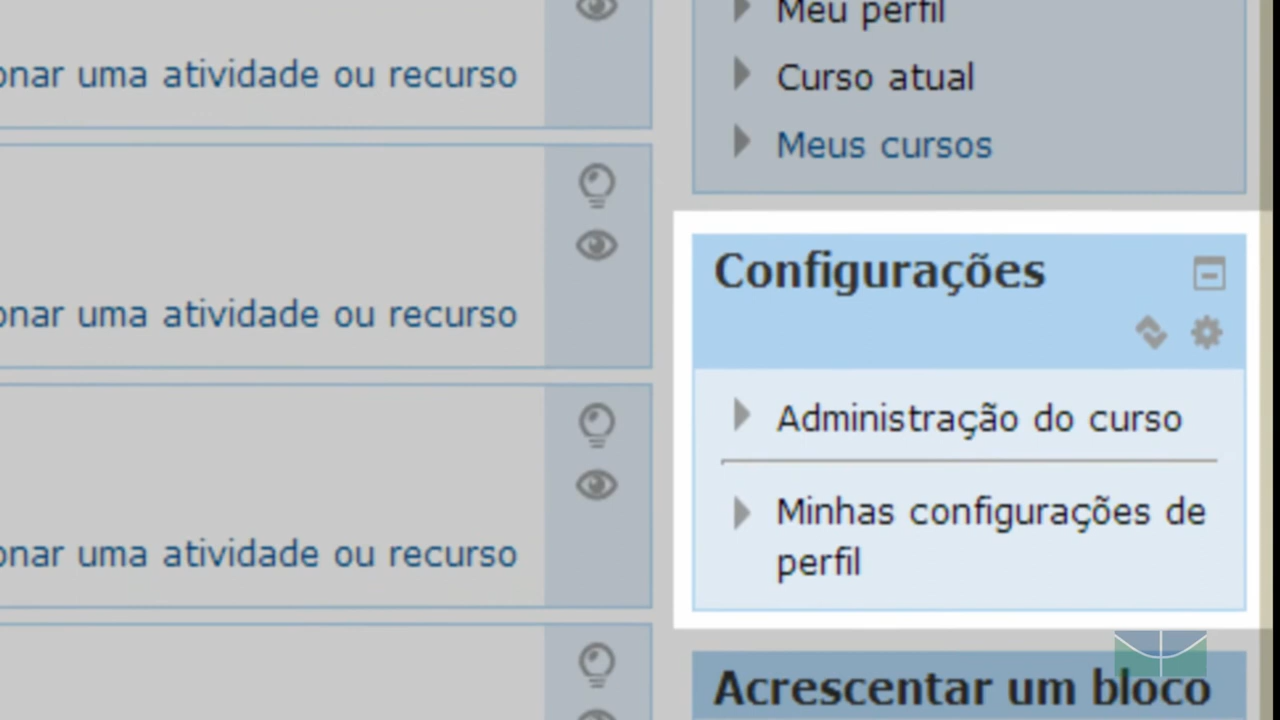 onar uma atividade ou recurso
onar uma atividade ou recurso
onar uma atividade ou recurso
Meu perfil
Curso atual
Meus cursos
Configurações
Administração do curso
Minhas configurações de
perfil
Acrescentar um bloco